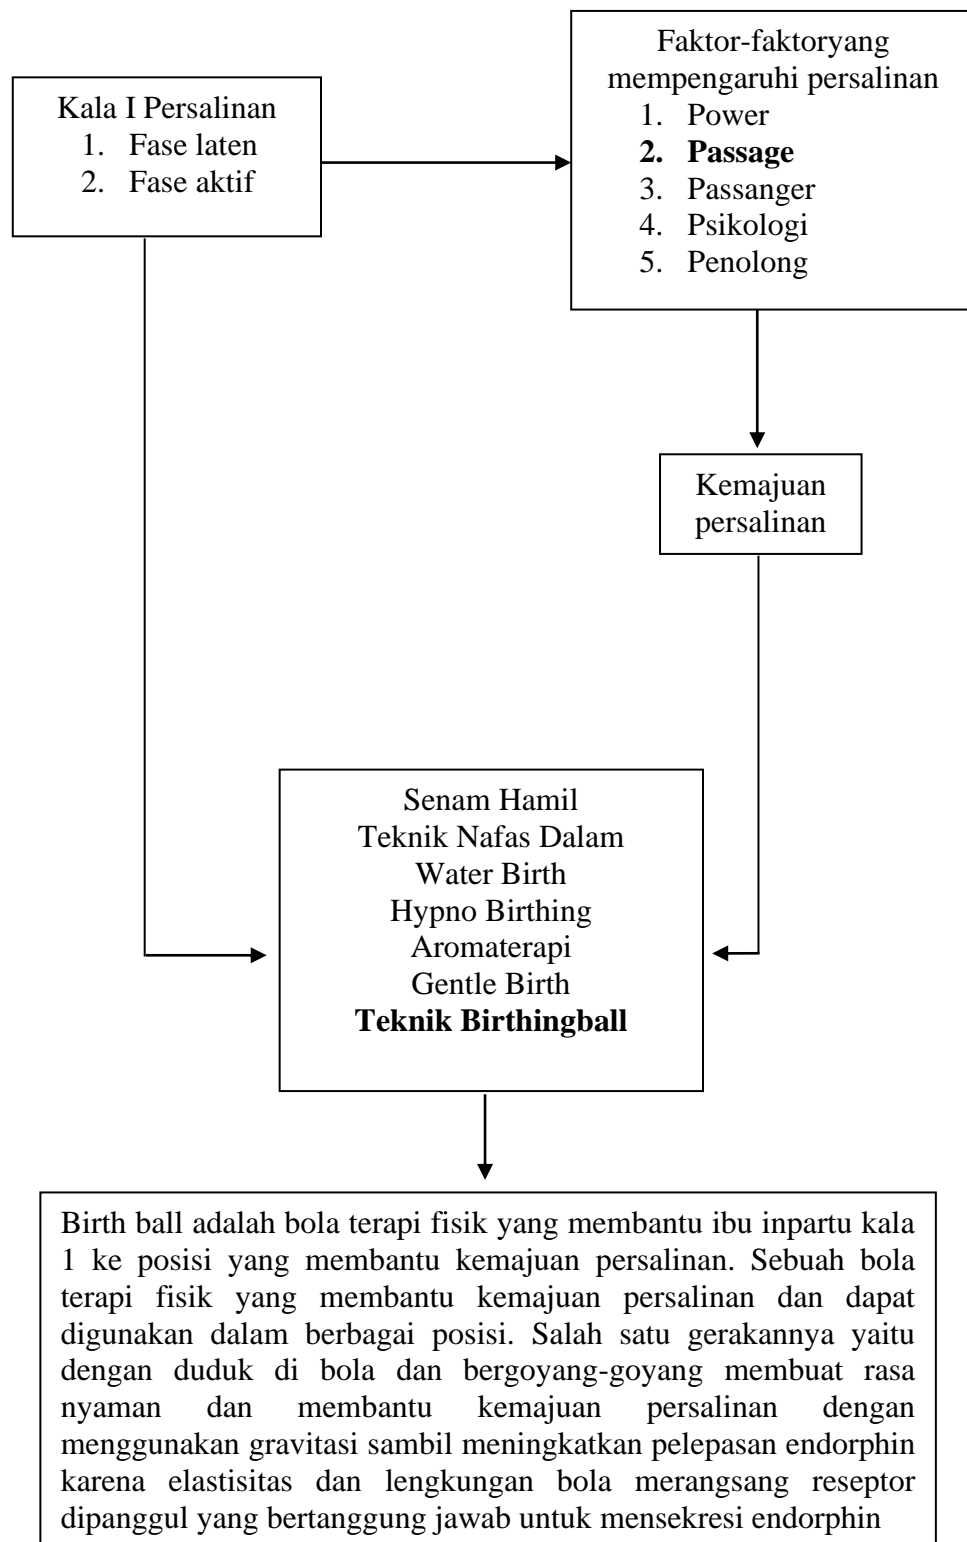 Faktor-faktoryang
mempengaruhi persalinan
1. Power
2. Passage
3. Passanger
4. Psikologi
5. Penolong
Kala I Persalinan
1. Fase laten
2. Fase aktif
Kemajuan
persalinan
Senam Hamil
Teknik Nafas Dalam
Water Birth
Hypno Birthing
Aromaterapi
Gentle Birth
Teknik Birthingball
Birth ball adalah bola terapi fisik yang membantu ibu inpartu kala
1 ke posisi yang membantu kemajuan persalinan. Sebuah bola
terapi fisik yang membantu kemajuan persalinan dan dapat
digunakan dalam berbagai posisi. Salah satu gerakannya yaitu
dengan duduk di bola dan bergoyang-goyang membuat rasa
nyaman dan membantu kemajuan persalinan dengan
menggunakan gravitasi sambil meningkatkan pelepasan endorphin
karena elastisitas dan lengkungan bola merangsang reseptor
dipanggul yang bertanggung jawab untuk mensekresi endorphin